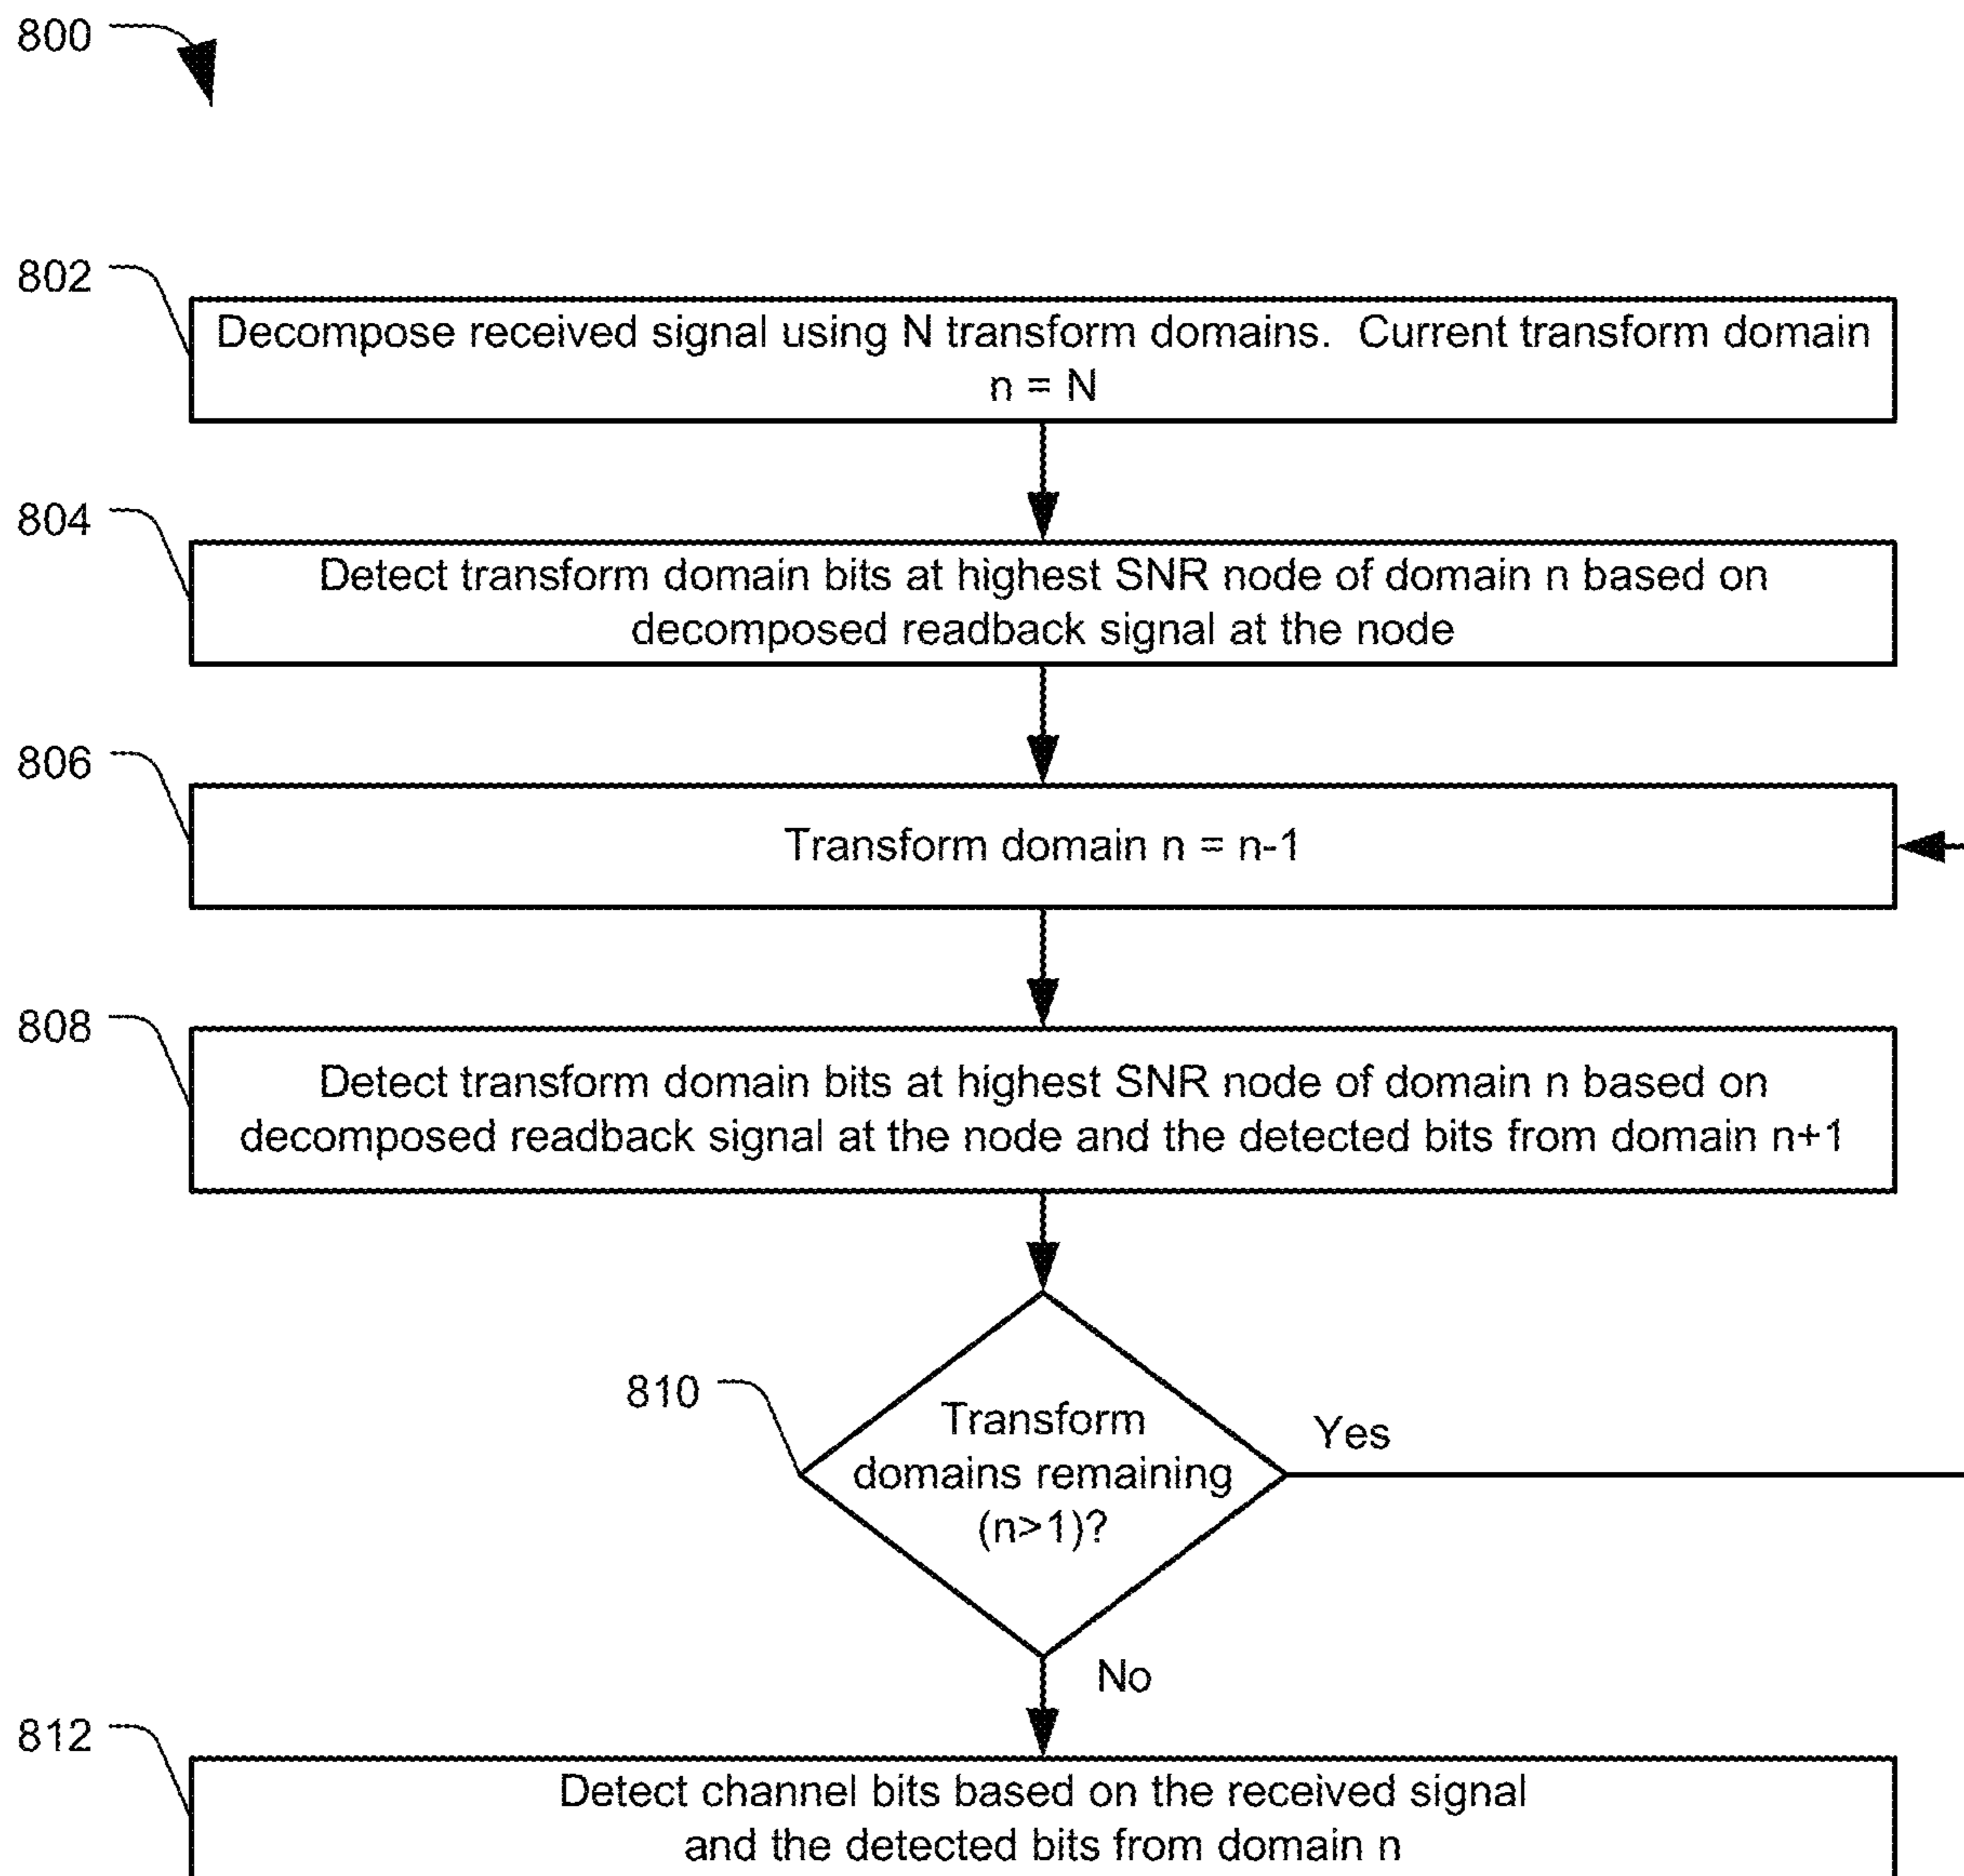 800
802
Decompose received signal using N transform domains. Current transform domain
n = N
804
Detect transform domain bits at highest SNR node of domain n based on
decomposed readback signal at the node
806
Transform domain n = n-1
808
Detect transform domain bits at highest SNR node of domain n based on
decomposed readback signal at the node and the detected bits from domain n+1
810
Transform
domains remaining
(n>1)?
Yes
No
812
Detect channel bits based on the received signal
and the detected bits from domain n